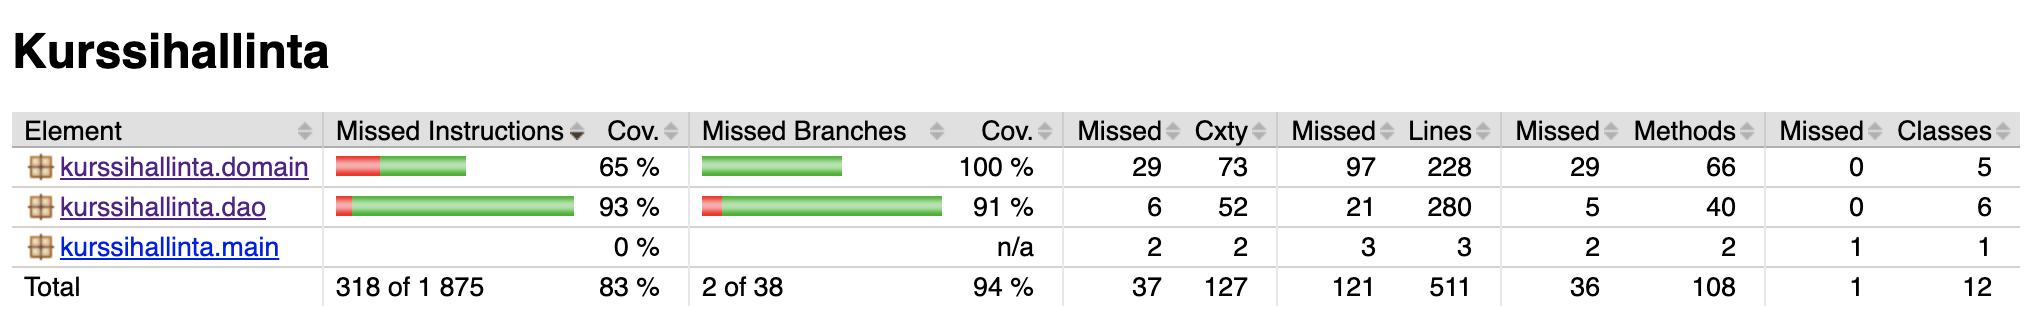 Kurssihallinta
Element Missed Instructions Cov. Missed Branches Cov. Missed Cxty Missed Lines Missed Methods Missed Classes
kurssihallinta.domain 65 % 100 % 29 73 97 228 29 66 0 5
kurssihallinta.dao 93 % 91 % 6 52 21 280 5 40 0 6
kurssihallinta.main 0 % n/a 2 2 3 3 2 2 1 1
Total 318 of 1 875 83 % 2 of 38 94 % 37 127 121 511 36 108 1 12